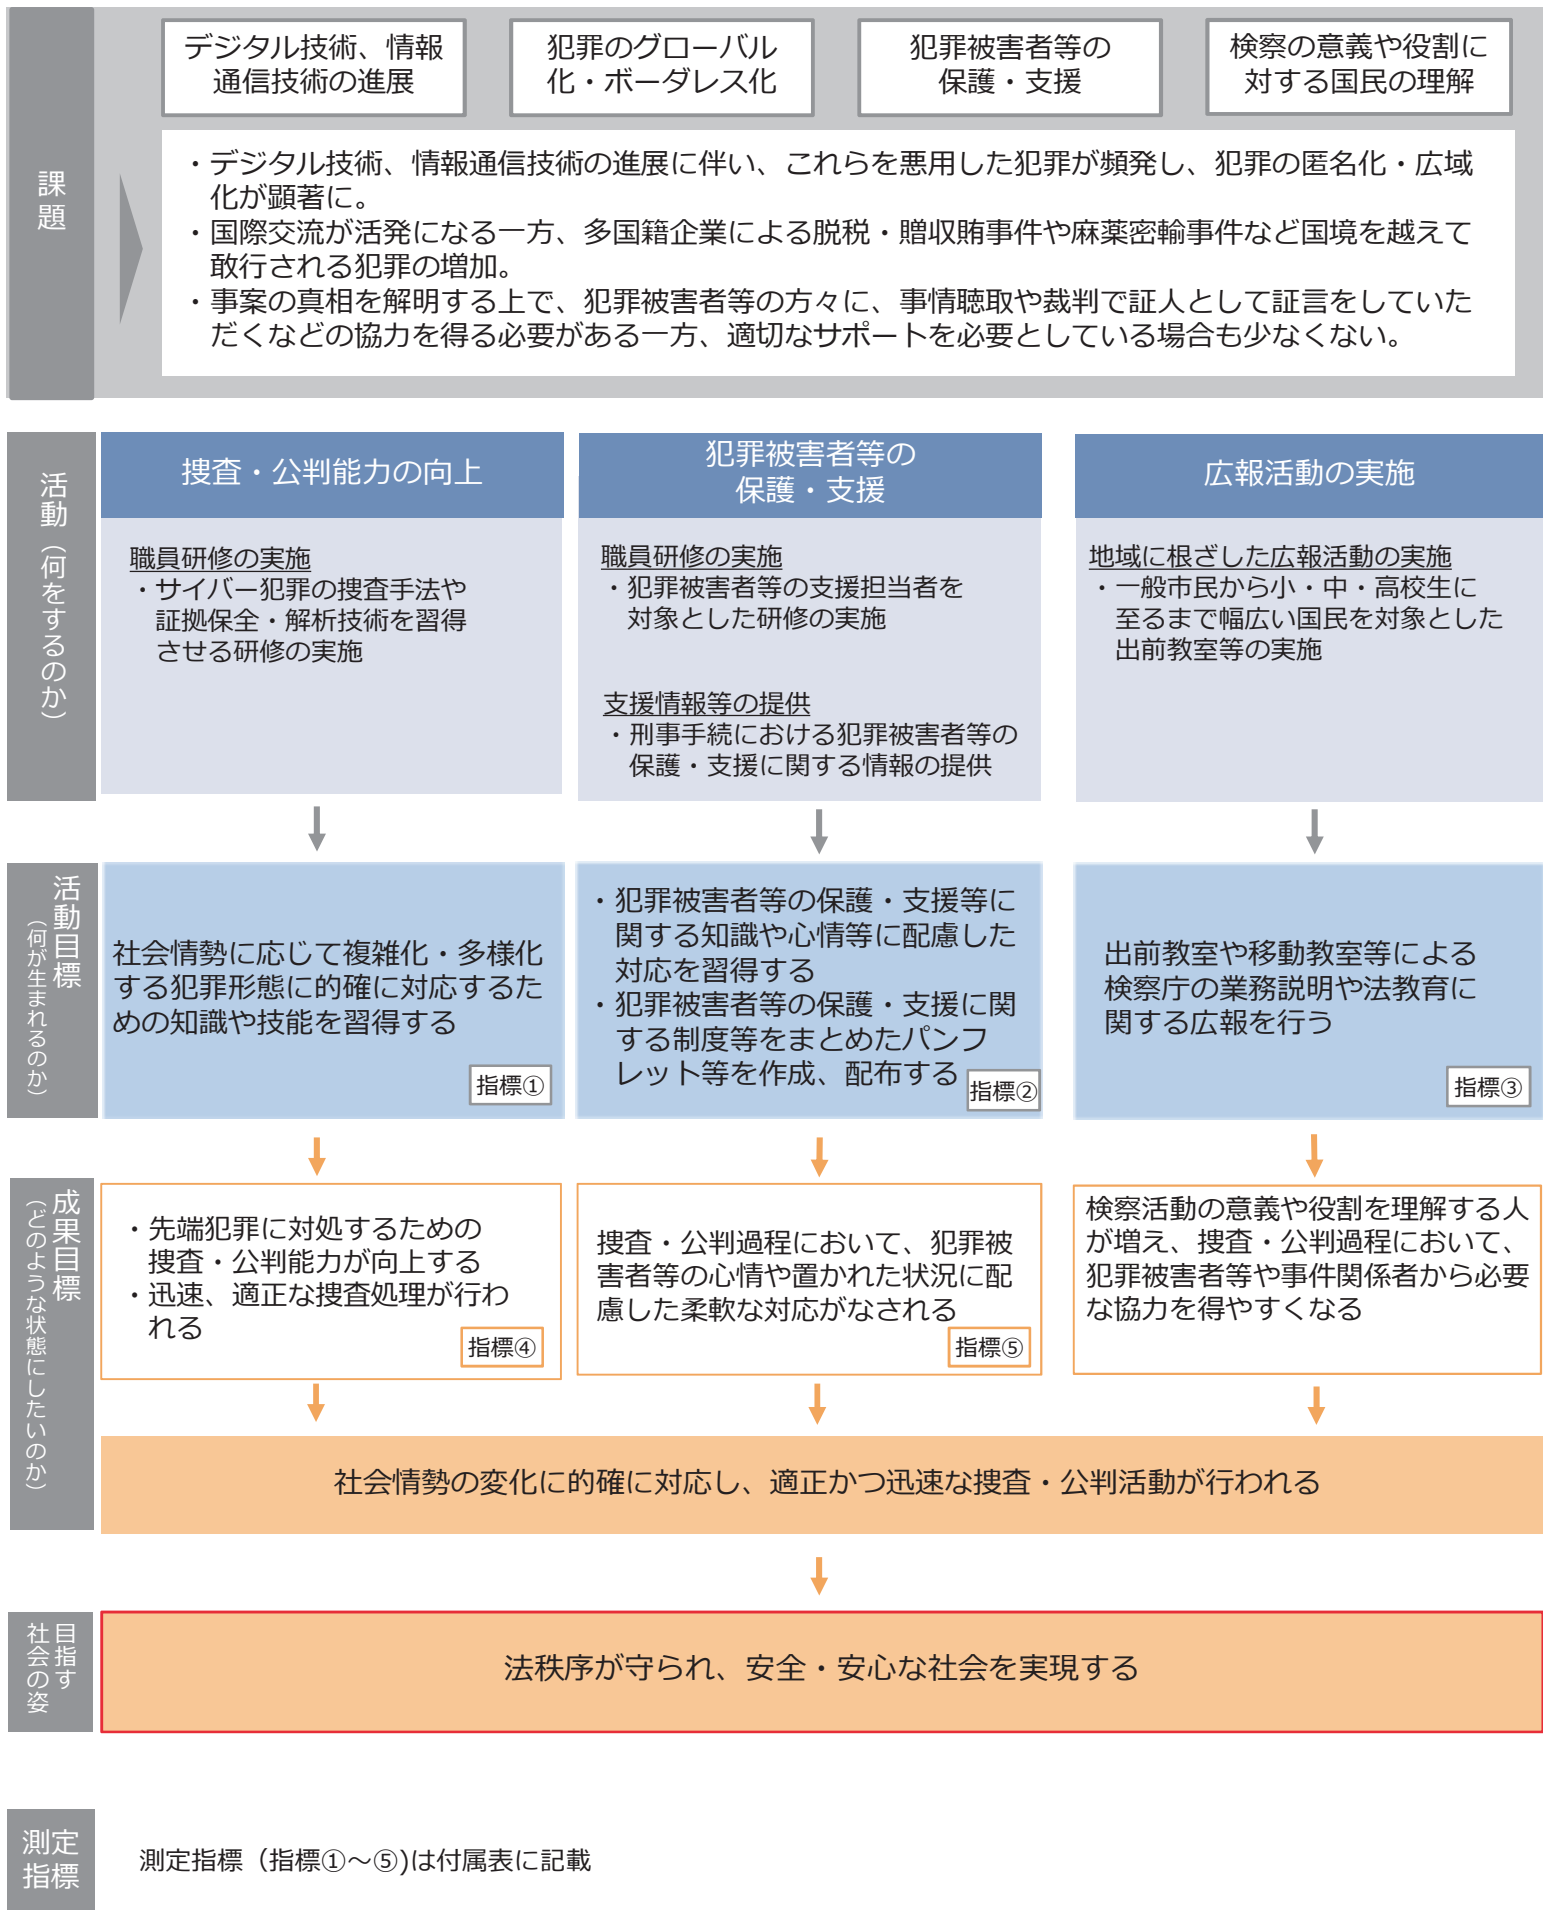 課題
デジタル技術、情報
通信技術の進展
犯罪のグローバル
化・ボーダレス化
犯罪被害者等の
保護・支援
検察の意義や役割に
対する国民の理解
・デジタル技術、情報通信技術の進展に伴い、これらを悪用した犯罪が頻発し、犯罪の匿名化・広域
化が顕著に。
・国際交流が活発になる一方、多国籍企業による脱税・贈収賄事件や麻薬密輸事件など国境を越えて
敢行される犯罪の増加。
・事案の真相を解明する上で、犯罪被害者等の方々に、事情聴取や裁判で証人として証言をしていた
だくなどの協力を得る必要がある一方、適切なサポートを必要としている場合も少なくない。
活動（何をするのか）
捜査・公判能力の向上
職員研修の実施
・サイバー犯罪の捜査手法や
証拠保全・解析技術を習得
させる研修の実施
犯罪被害者等の
保護・支援
職員研修の実施
・犯罪被害者等の支援担当者を
対象とした研修の実施
支援情報等の提供
・刑事手続における犯罪被害者等の
保護・支援に関する情報の提供
広報活動の実施
地域に根ざした広報活動の実施
・一般市民から小・中・高校生に
至るまで幅広い国民を対象とした
出前教室等の実施
活動目標
（何が生まれるのか）
社会情勢に応じて複雑化・多様化
する犯罪形態に的確に対応するた
めの知識や技能を習得する
指標①
・犯罪被害者等の保護・支援等に
関する知識や心情等に配慮した
対応を習得する
・犯罪被害者等の保護・支援に関
する制度等をまとめたパンフ
レット等を作成、配布する
指標②
出前教室や移動教室等による
検察庁の業務説明や法教育に
関する広報を行う
指標③
成果目標
（どのような状態にしたいのか）
・先端犯罪に対処するための
捜査・公判能力が向上する
・迅速、適正な捜査処理が行わ
れる
指標④
捜査・公判過程において、犯罪被
害者等の心情や置かれた状況に配
慮した柔軟な対応がなされる
指標⑤
検察活動の意義や役割を理解する人
が増え、捜査・公判過程において、
犯罪被害者等や事件関係者から必要
な協力を得やすくなる
社会情勢の変化に的確に対応し、適正かつ迅速な捜査・公判活動が行われる
目指す
社会の姿
法秩序が守られ、安全・安心な社会を実現する
測定
指標
測定指標（指標①～⑤)は付属表に記載